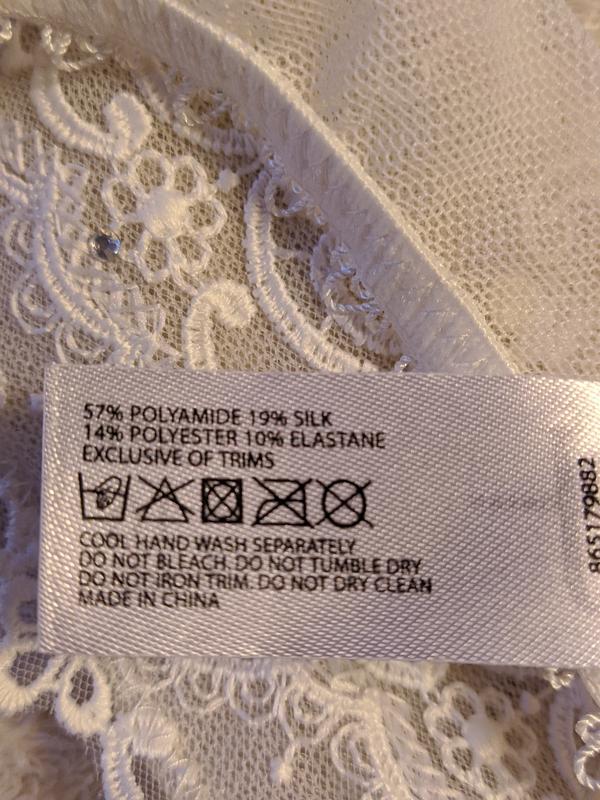 57% POLYAMIDE 19% SILK
14% POLYESTER 10% ELASTANE
EXCLUSIVE OF TRIMS
COOL HAND WASH SEPARATELY
DO NOT BLEACH. DO NOT TUMBLE DRY
DO NOT IRON TRIM. DO NOT DRY CLEAN
MADE IN CHINA
865179882